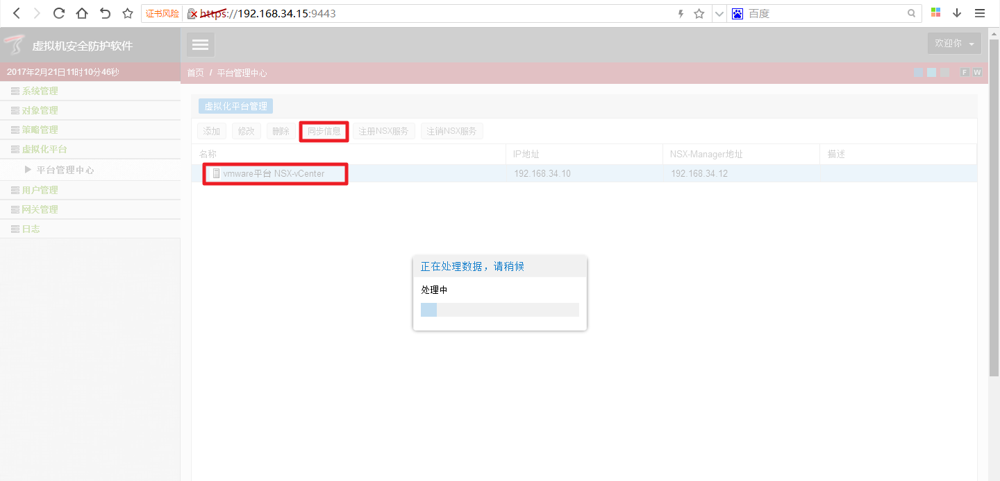 证书风险 https://192.168.34.15:9443 百度
虚拟机安全防护软件 欢迎你
2017年2月21日11时10分46秒 首页 / 平台管理中心 F W
系统管理
对象管理
策略管理
虚拟化平台
平台管理中心
用户管理
网关管理
日志
虚拟化平台管理
添加 修改 删除 同步信息 注册NSX服务 注销NSX服务
名称 IP地址 NSX-Manager地址 描述
vmware平台 NSX-vCenter 192.168.34.10 192.168.34.12
正在处理数据，请稍候
处理中